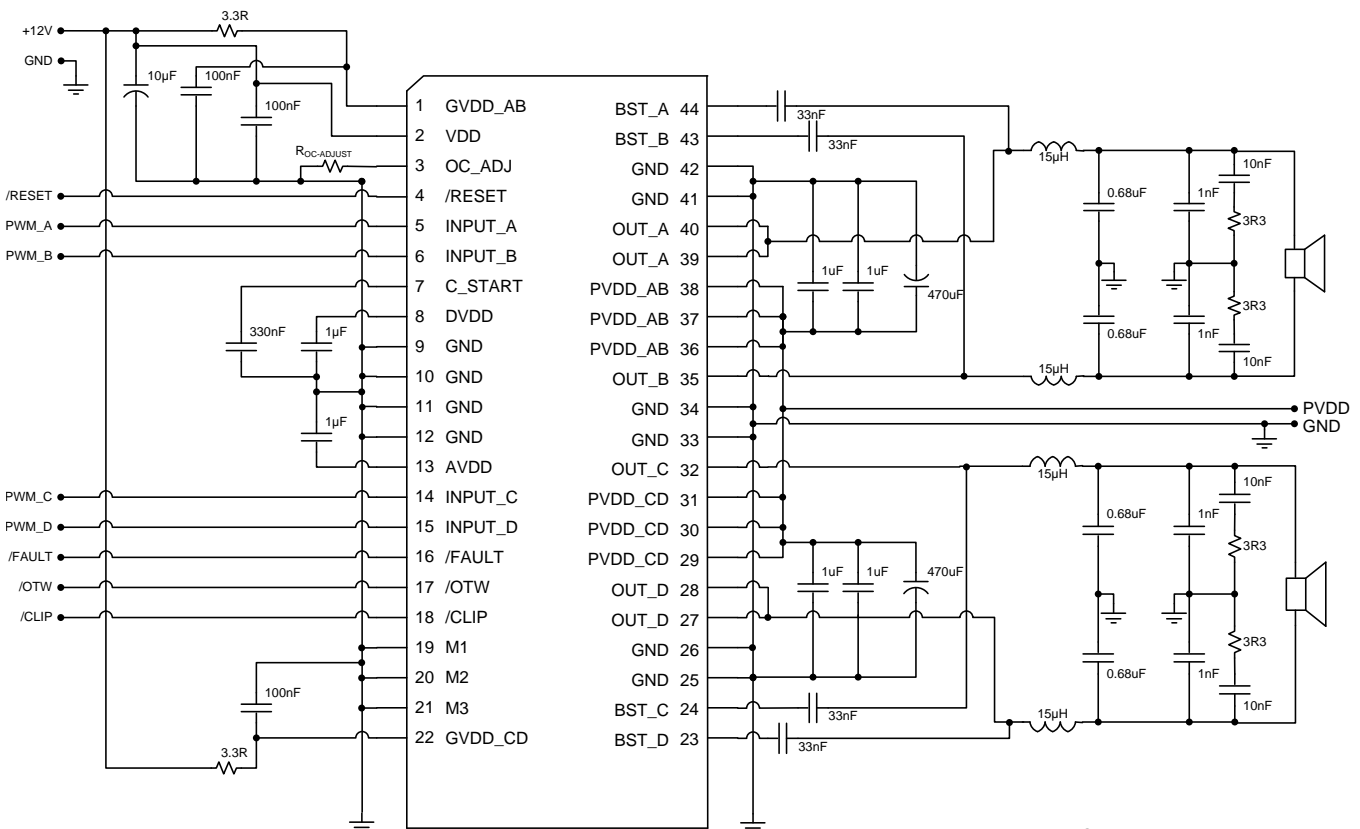 3.3R
+12V
GND
10µF
100nF
100nF
R_OC-ADJUST
/RESET
PWM_A
PWM_B
330nF
1µF
1µF
PWM_C
PWM_D
/FAULT
/OTW
/CLIP
100nF
3.3R
1 GVDD_AB
2 VDD
3 OC_ADJ
4 /RESET
5 INPUT_A
6 INPUT_B
7 C_START
8 DVDD
9 GND
10 GND
11 GND
12 GND
13 AVDD
14 INPUT_C
15 INPUT_D
16 /FAULT
17 /OTW
18 /CLIP
19 M1
20 M2
21 M3
22 GVDD_CD
BST_A 44
BST_B 43
GND 42
GND 41
OUT_A 40
OUT_A 39
PVDD_AB 38
PVDD_AB 37
PVDD_AB 36
OUT_B 35
GND 34
GND 33
OUT_C 32
PVDD_CD 31
PVDD_CD 30
PVDD_CD 29
OUT_D 28
OUT_D 27
GND 26
GND 25
BST_C 24
BST_D 23
33nF
33nF
1uF
1uF
470uF
15µH
0.68uF
1nF
10nF
3R3
0.68uF
1nF
3R3
10nF
15µH
PVDD
GND
15µH
0.68uF
1nF
10nF
3R3
1uF
1uF
470uF
0.68uF
1nF
3R3
10nF
15µH
33nF
33nF